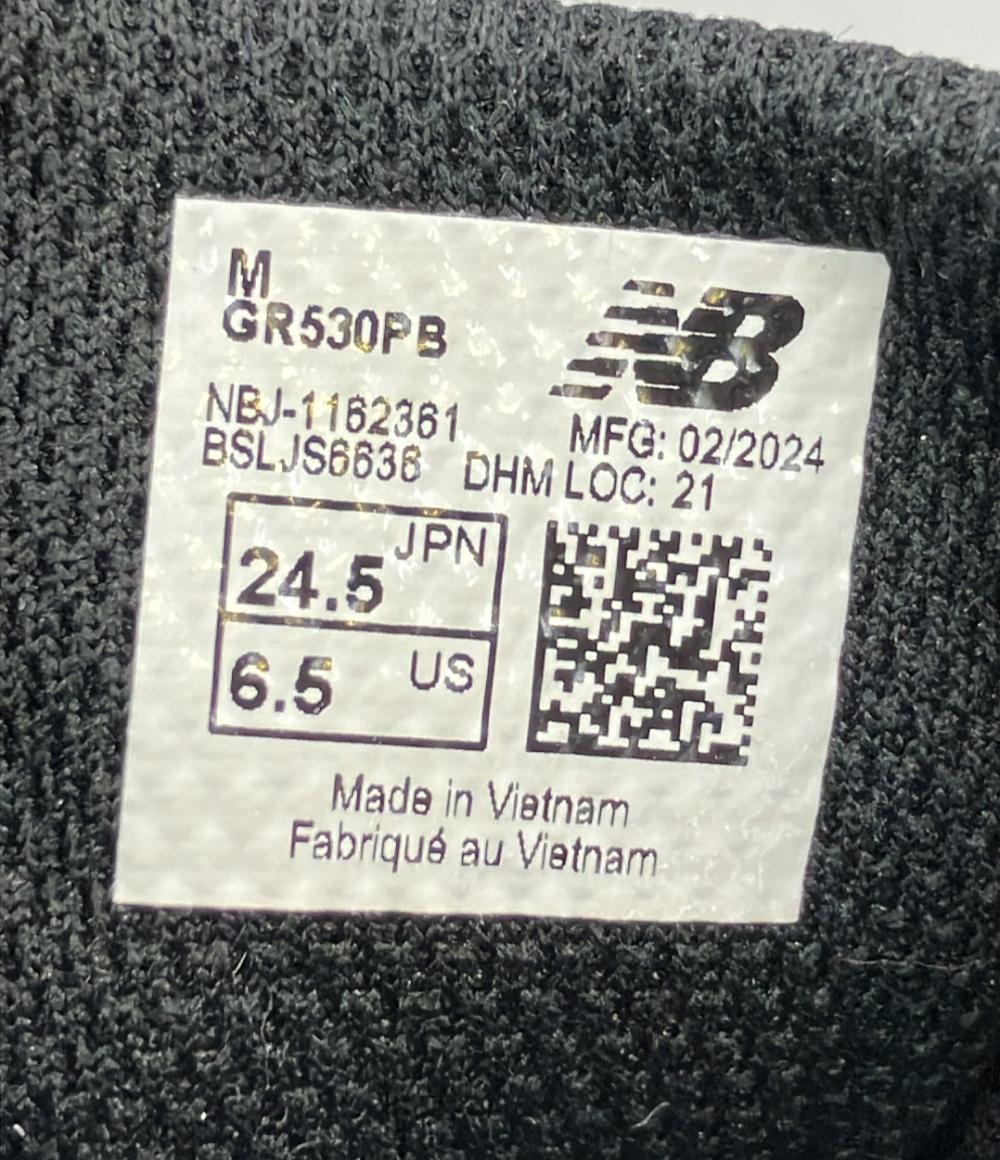 M
GR530PB
NB
NBJ-1162361
MFG: 02/2024
BSLJS6636 DHM LOC: 21
JPN
24.5
US
6.5
Made in Vietnam
Fabriqué au Vietnam